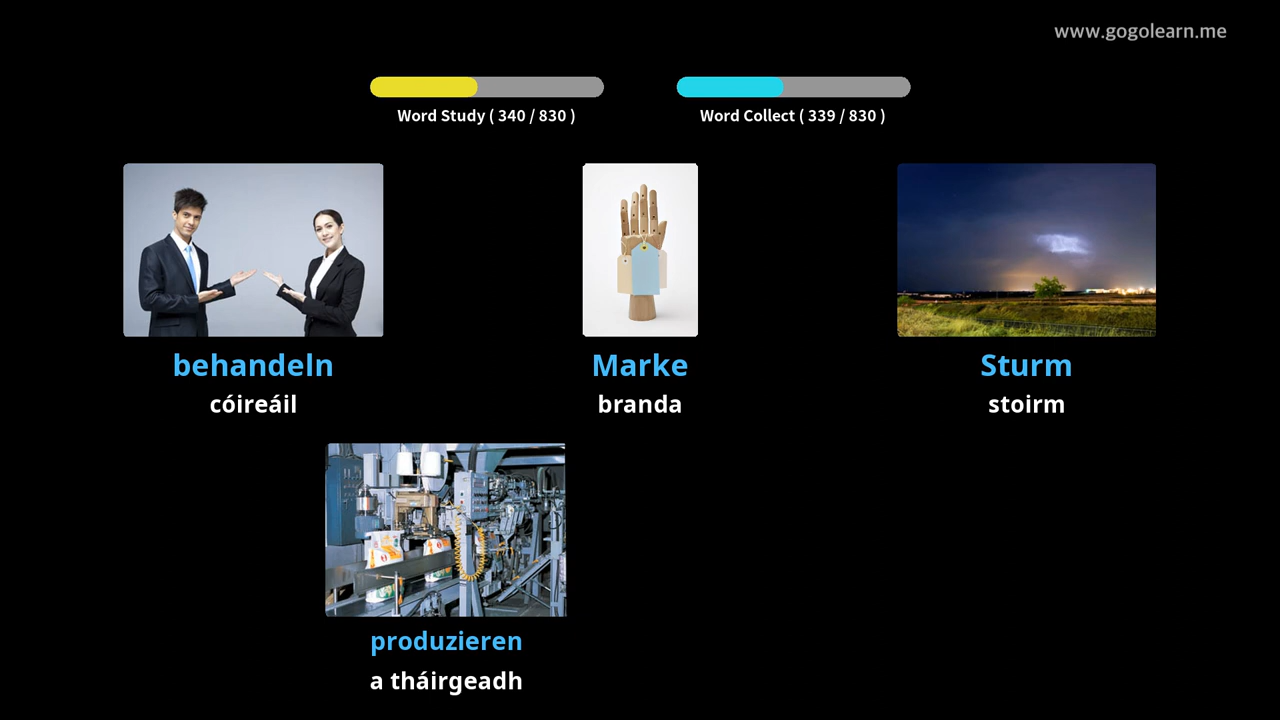 www.gogolearn.me
Word Study ( 340 / 830 )
Word Collect ( 339 / 830 )
behandeln
cóireáil
Marke
branda
Sturm
stoirm
produzieren
a tháirgeadh